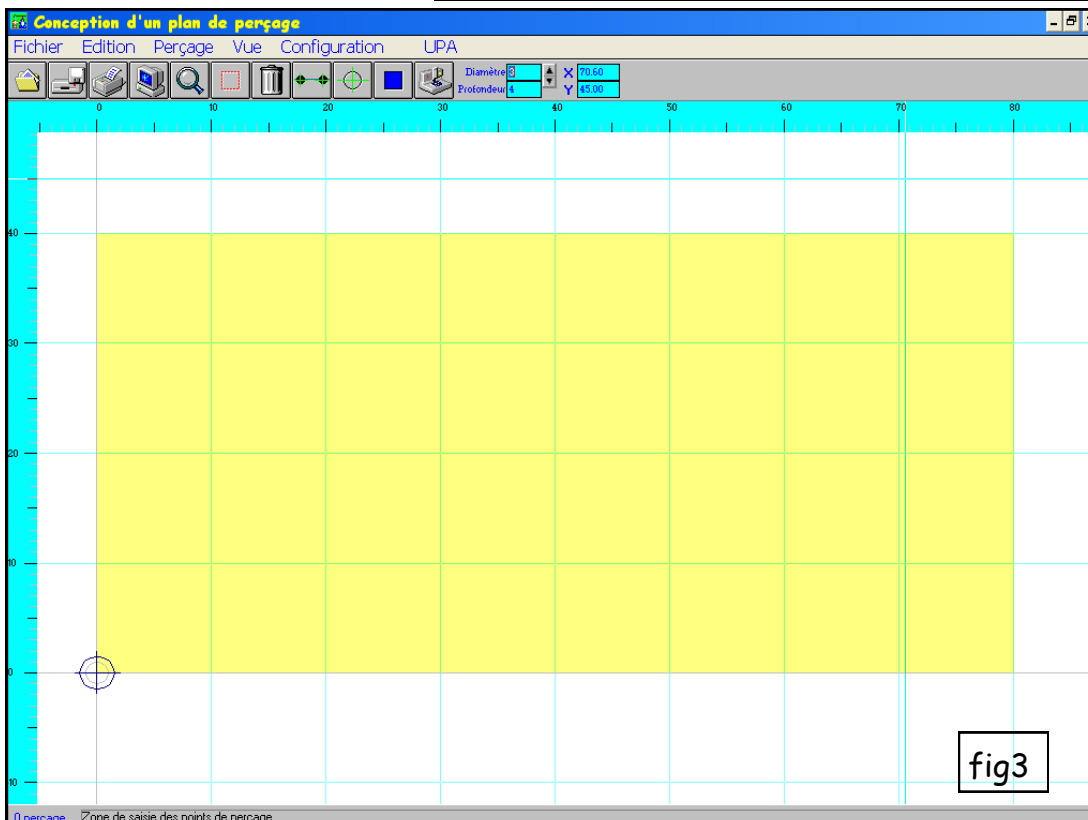 Conception d'un plan de perçage
Fichier Edition Perçage Vue Configuration UPA
Diamètre 3 X 70.60
Profondeur 4 Y 45.00
0 10 20 30 40 50 60 70 80
40
30
20
10
0
10
fig3
0 perçage Zone de saisie des points de perçage